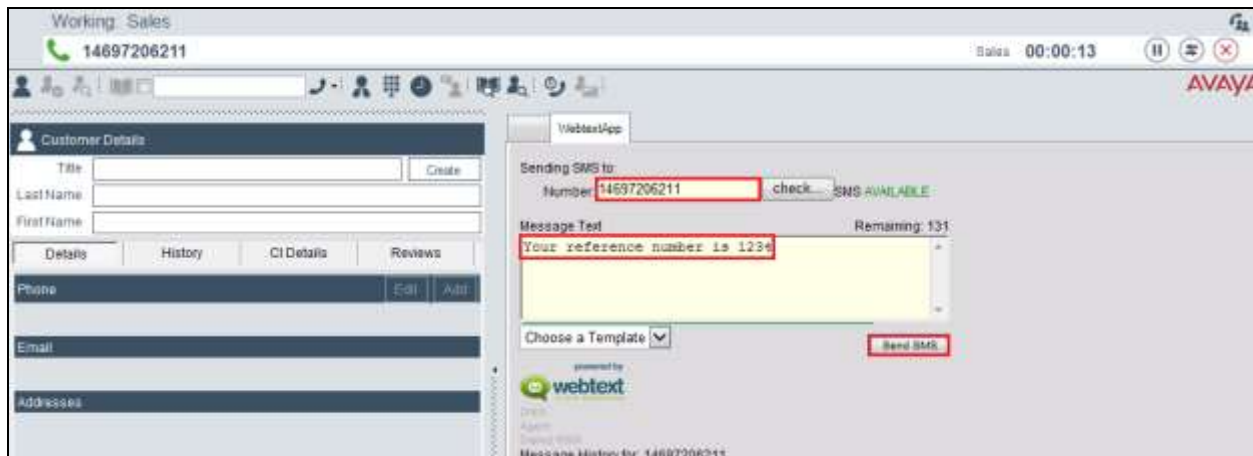 Working Sales
14697206211
Sales 00:00:13
AVAYA
Customer Details
Title
Create
Last Name
First Name
Details History CI Details Reviews
Phone
Edit Add
Email
Addresses
WebtextApp
Sending SMS to:
Number: 14697206211 check... SMS AVAILABLE
Message Text Remaining: 131
Your reference number is 1234
Choose a Template
Send SMS
powered by
webtext
Agent
Message History for: 14697206211